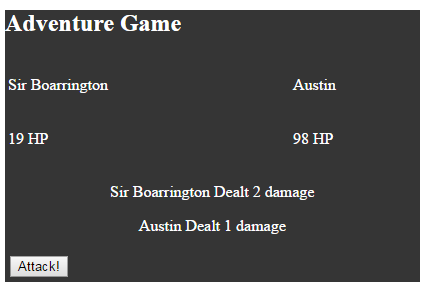 Adventure Game
Sir Boarrington Austin
19 HP 98 HP
Sir Boarrington Dealt 2 damage
Austin Dealt 1 damage
Attack!